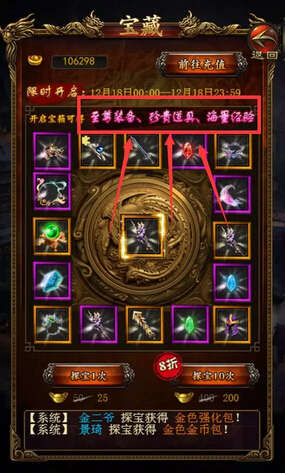 宝藏
返回
106298
前往充值
限时开启：12月18日00:00—12月18日23:59
开启宝箱可得 至尊装备、珍贵道具、海量经验
探宝1次
8折
探宝10次
50 25
400 200
【系统】 金二爷 探宝获得 金色强化包！
【系统】 景琦 探宝获得 金色金币包！